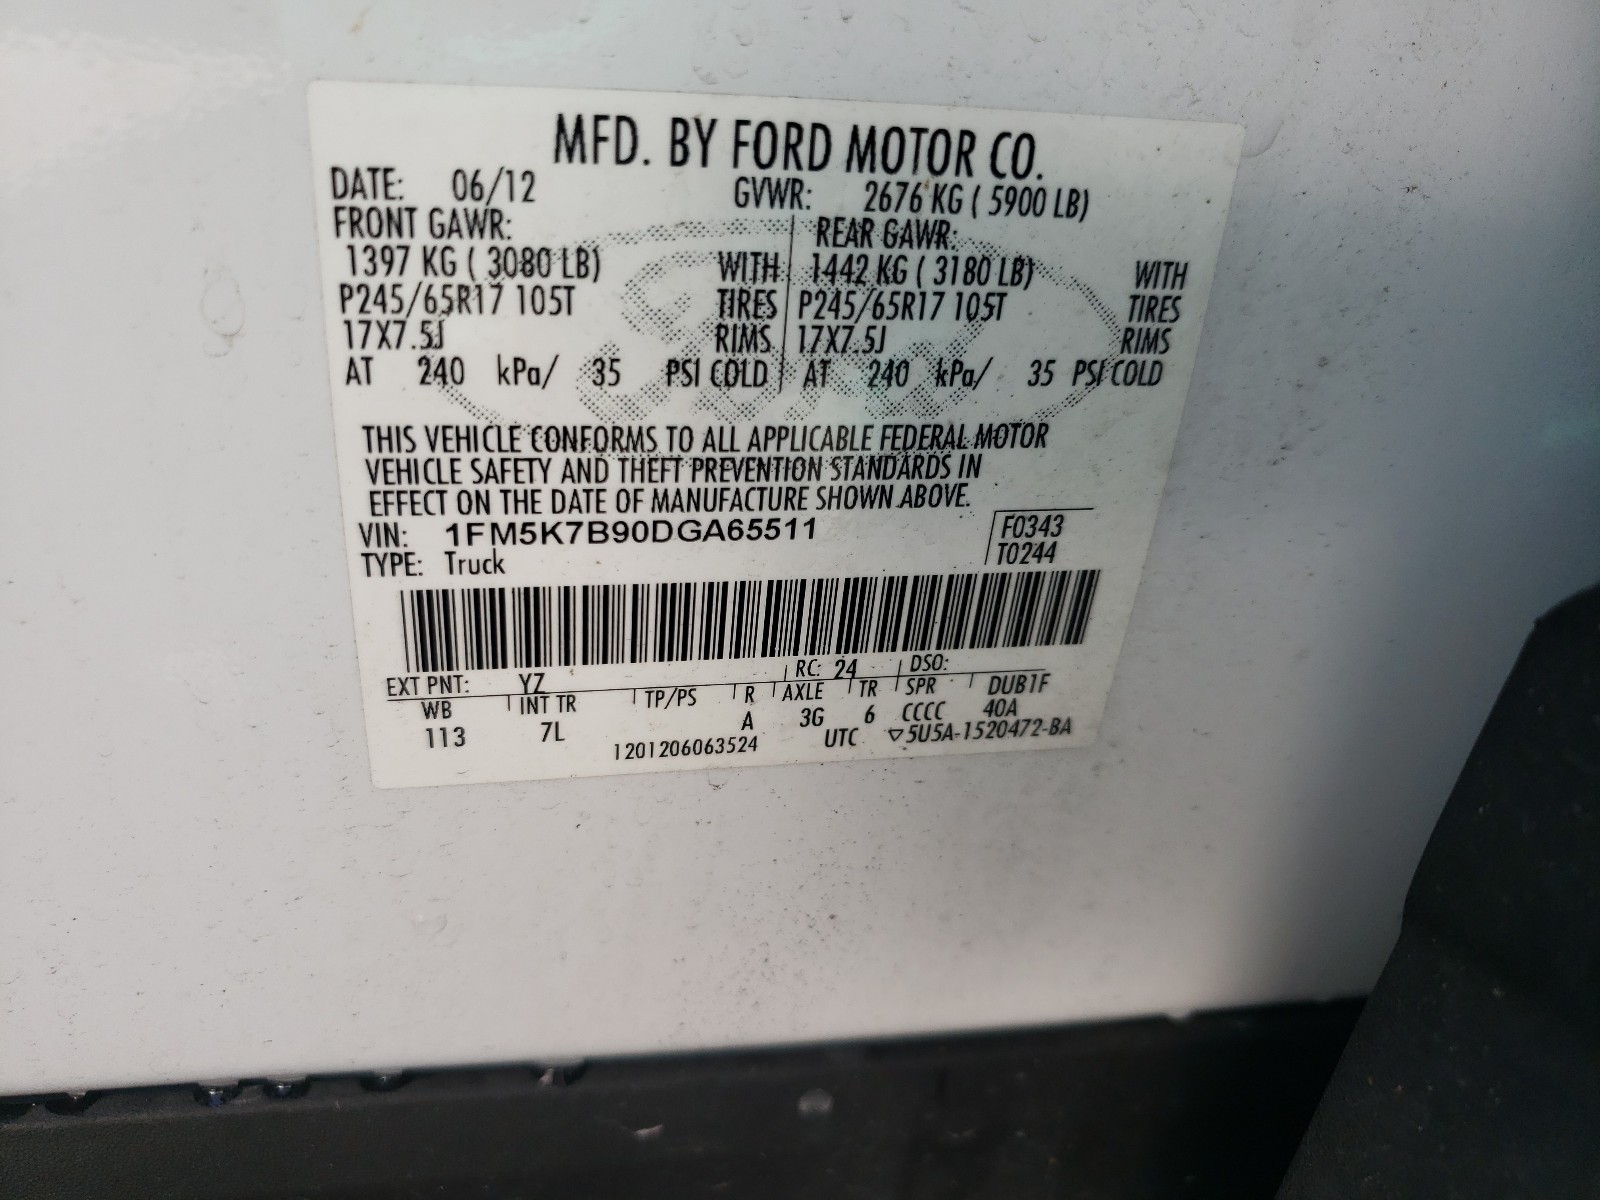 MFD. BY FORD MOTOR CO.
DATE: 06/12 GVWR: 2676 KG ( 5900 LB)
FRONT GAWR: REAR GAWR:
1397 KG ( 3080 LB) WITH 1442 KG ( 3180 LB) WITH
P245/65R17 105T TIRES P245/65R17 105T TIRES
17X7.5J RIMS 17X7.5J RIMS
AT 240 kPa/ 35 PSI COLD AT 240 kPa/ 35 PSI COLD
THIS VEHICLE CONFORMS TO ALL APPLICABLE FEDERAL MOTOR
VEHICLE SAFETY AND THEFT PREVENTION STANDARDS IN
EFFECT ON THE DATE OF MANUFACTURE SHOWN ABOVE.
VIN: 1FM5K7B90DGA65511 F0343
TYPE: Truck T0244
EXT PNT: YZ RC: 24 DSO:
WB INT TR TP/PS R AXLE TR SPR DUB1F
113 7L A 3G 6 CCCC 40A
1201206063524 UTC ▽5U5A-1520472-BA